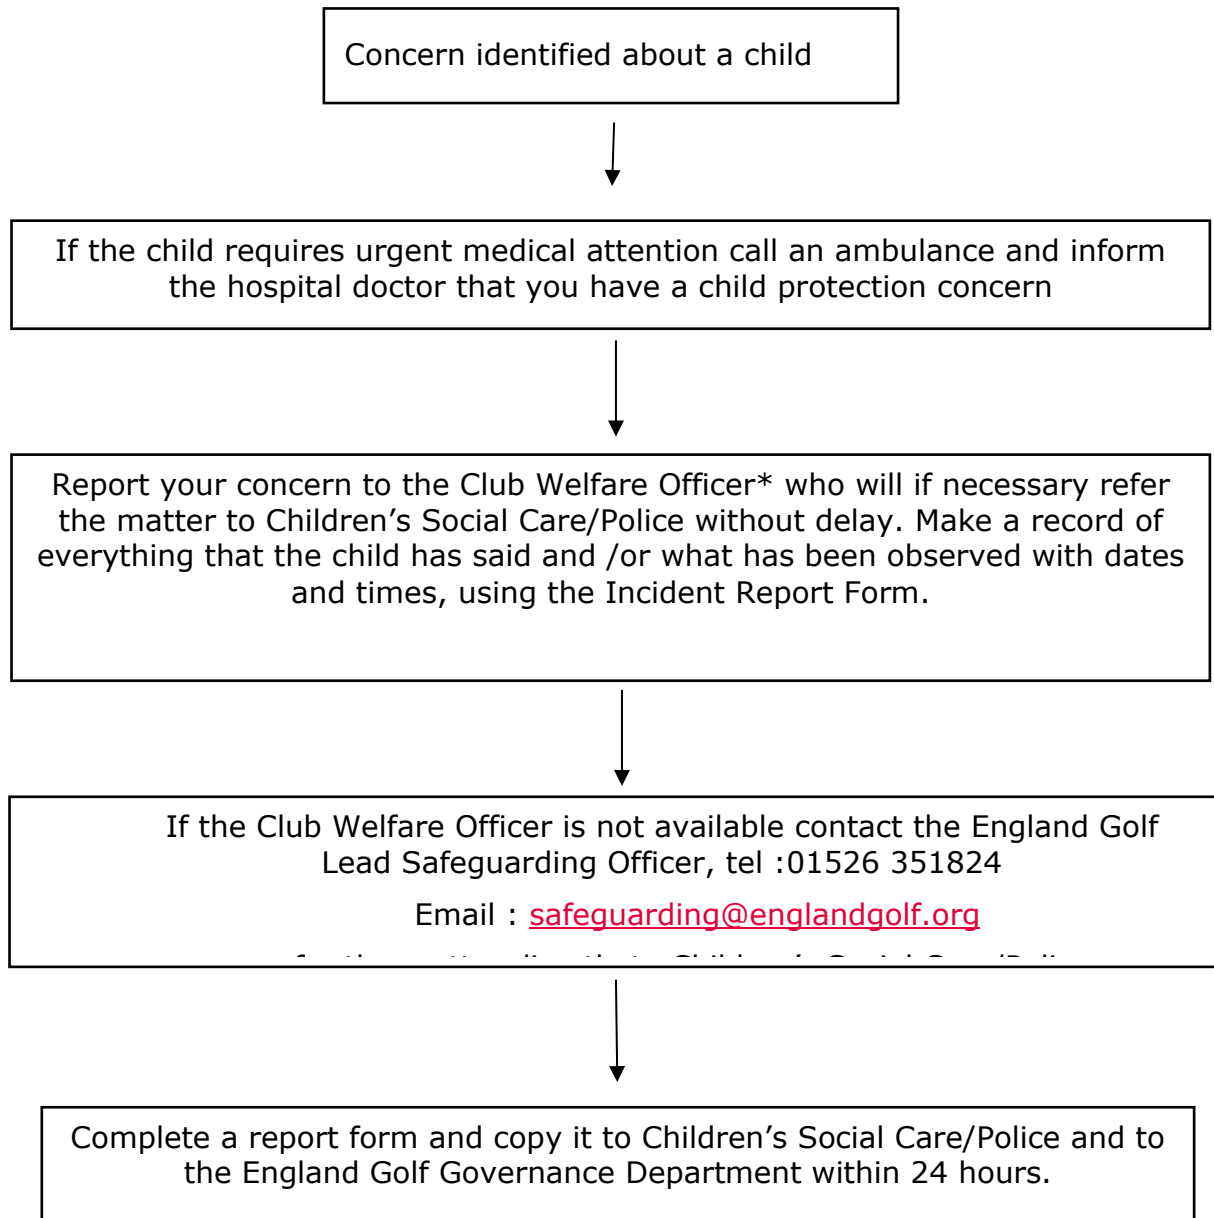 Concern identified about a child
If the child requires urgent medical attention call an ambulance and inform
the hospital doctor that you have a child protection concern
Report your concern to the Club Welfare Officer* who will if necessary refer
the matter to Children’s Social Care/Police without delay. Make a record of
everything that the child has said and /or what has been observed with dates
and times, using the Incident Report Form.
If the Club Welfare Officer is not available contact the England Golf
Lead Safeguarding Officer, tel :01526 351824
Email : safeguarding@englandgolf.org
Complete a report form and copy it to Children’s Social Care/Police and to
the England Golf Governance Department within 24 hours.